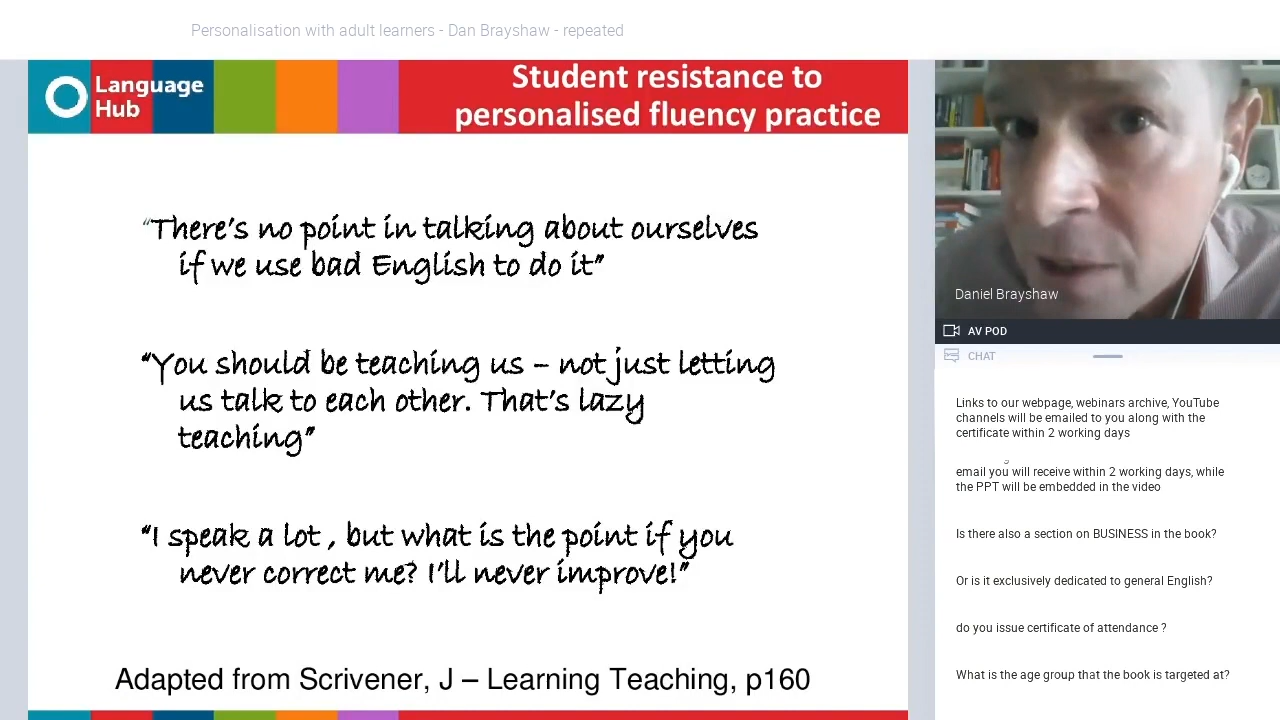 Personalisation with adult learners - Dan Brayshaw - repeated
Language
Hub
Student resistance to
personalised fluency practice
“There’s no point in talking about ourselves
if we use bad English to do it”
“You should be teaching us – not just letting
us talk to each other. That’s lazy
teaching”
“I speak a lot , but what is the point if you
never correct me? I’ll never improve!”
Adapted from Scrivener, J – Learning Teaching, p160
Daniel Brayshaw
AV POD
CHAT
Links to our webpage, webinars archive, YouTube
channels will be emailed to you along with the
certificate within 2 working days
email you will receive within 2 working days, while
the PPT will be embedded in the video
Is there also a section on BUSINESS in the book?
Or is it exclusively dedicated to general English?
do you issue certificate of attendance ?
What is the age group that the book is targeted at?